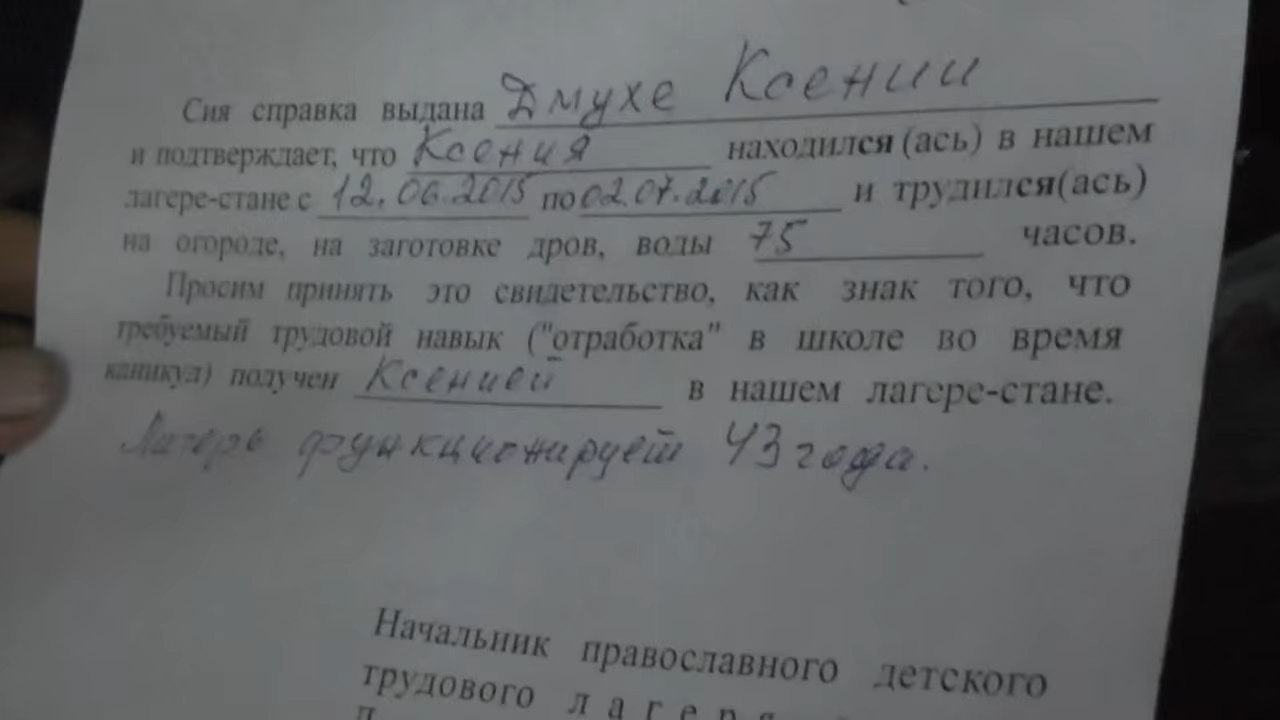 Сия справка выдана Дмухе Ксении
и подтверждает, что Ксения находился (ась) в нашем
лагере-стане с 12.06.2015 по 02.07.2015 и трудился(ась)
на огороде, на заготовке дров, воды 75 часов.
Просим принять это свидетельство, как знак того, что
требуемый трудовой навык ("отработка" в школе во время
каникул) получен Ксенией в нашем лагере-стане.
Лагерь функционирует 43 года.
Начальник православного детского
трудового лагеря